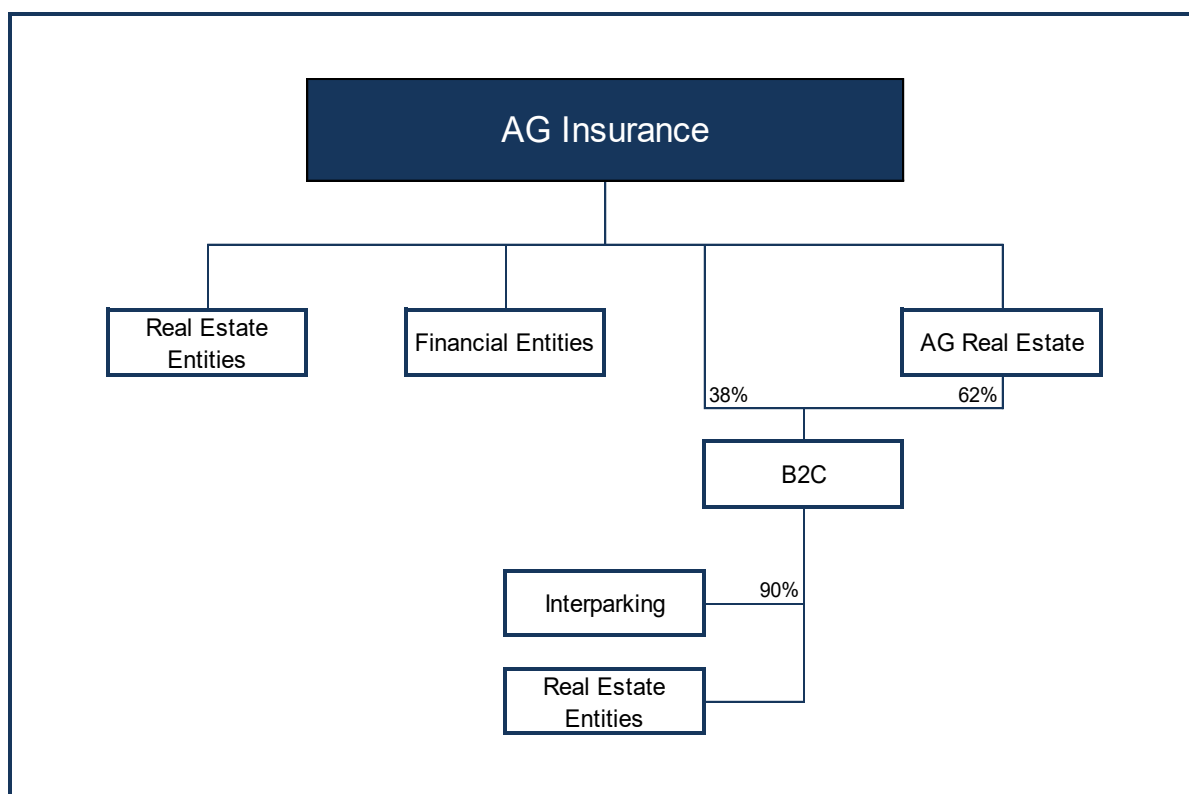 AG Insurance
Real Estate
Entities
Financial Entities
AG Real Estate
38%
62%
B2C
90%
Interparking
Real Estate
Entities